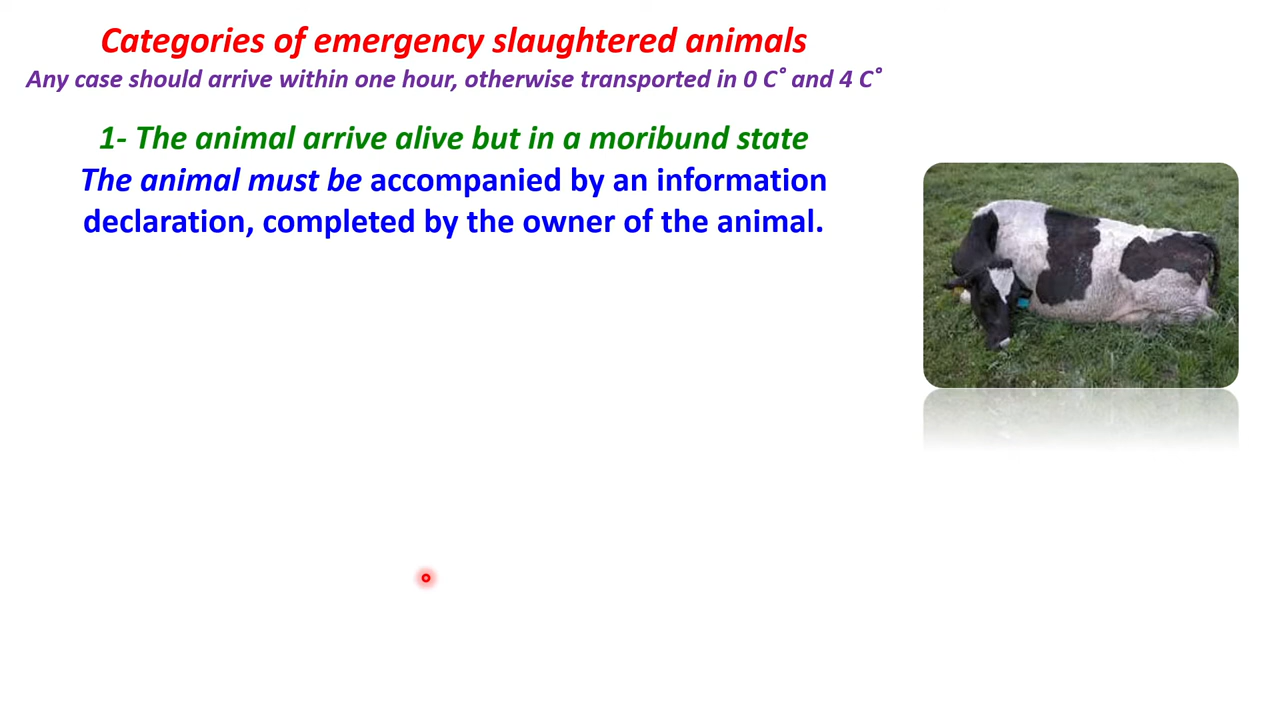 Categories of emergency slaughtered animals
Any case should arrive within one hour, otherwise transported in 0 C˚ and 4 C˚
1- The animal arrive alive but in a moribund state
The animal must be accompanied by an information
declaration, completed by the owner of the animal.